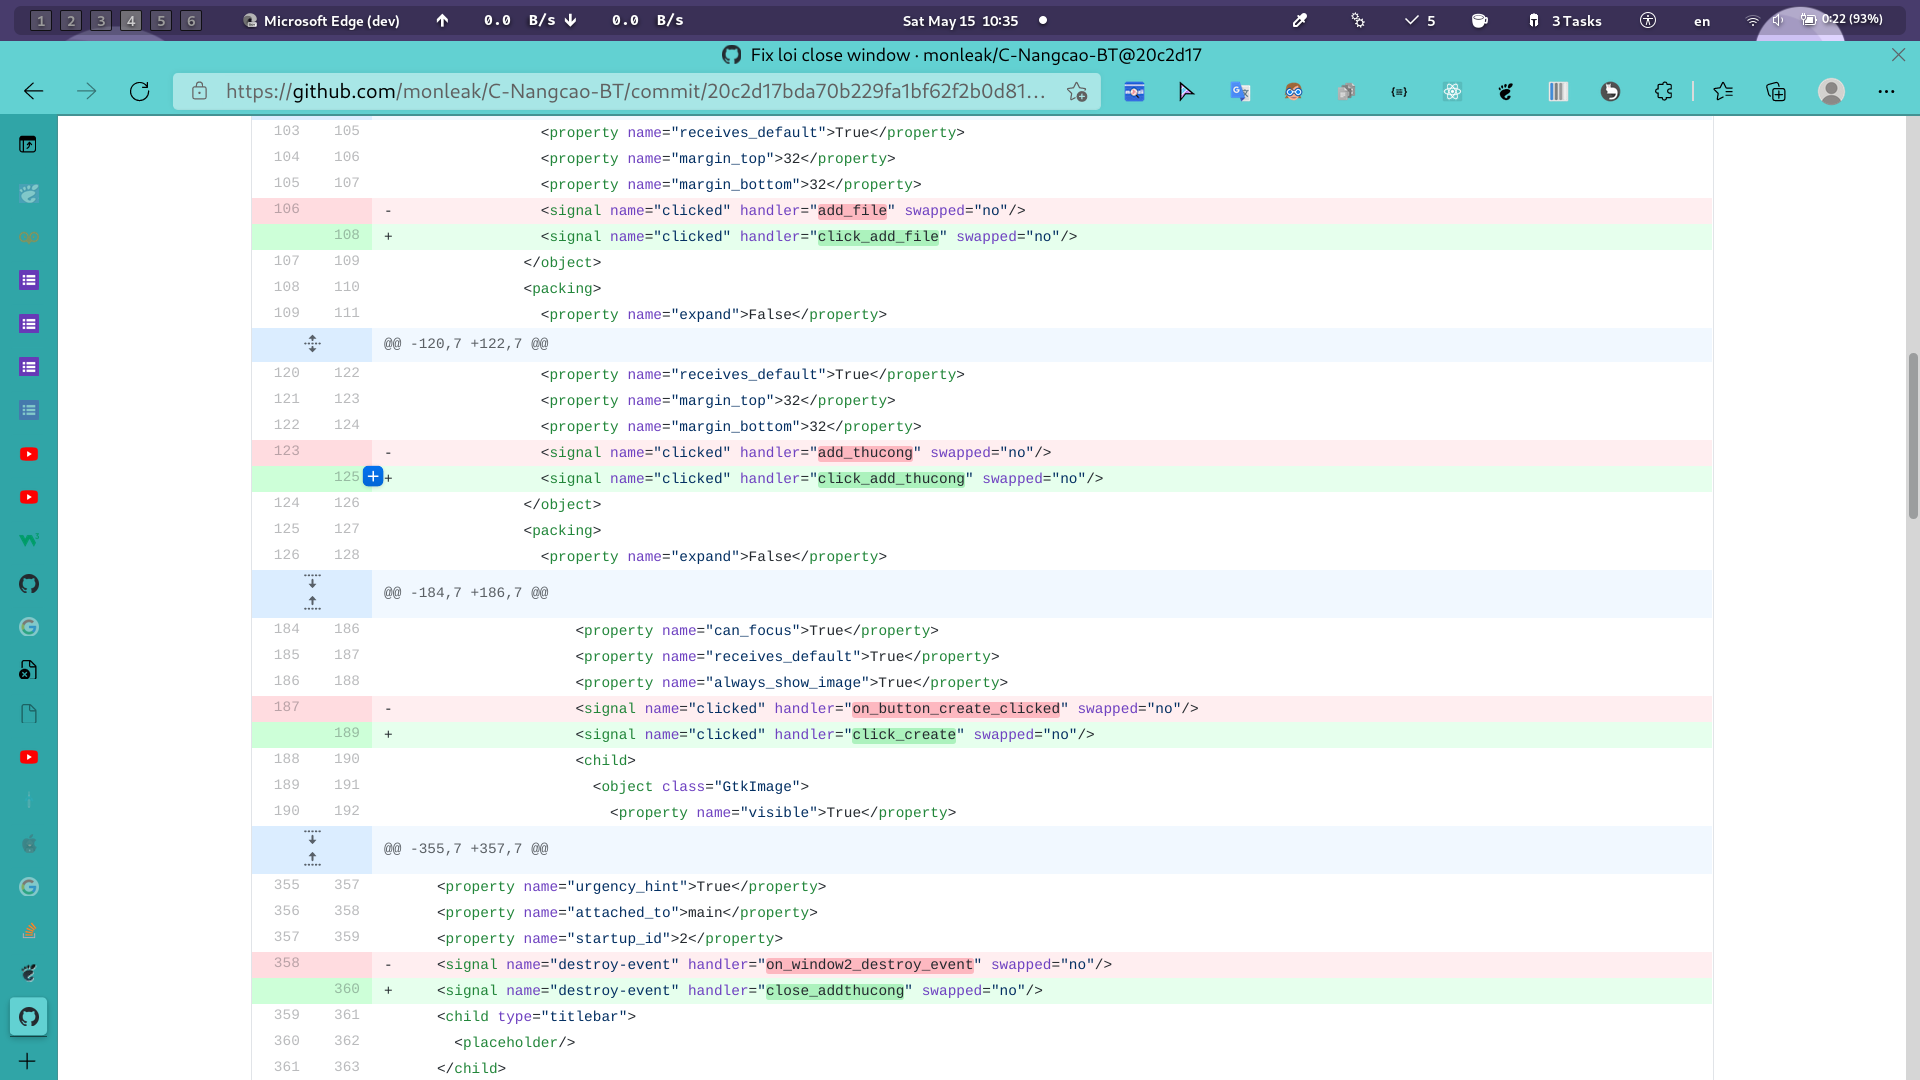 1 2 3 4 5 6 Microsoft Edge (dev) 0.0 B/s 0.0 B/s Sat May 15 10:35 5 3 Tasks en 0:22 (93%)
Fix loi close window · monleak/C-Nangcao-BT@20c2d17
https://github.com/monleak/C-Nangcao-BT/commit/20c2d17bda70b229fa1bf62f2b0d81...
103 105 <property name="receives_default">True</property>
104 106 <property name="margin_top">32</property>
105 107 <property name="margin_bottom">32</property>
106 - <signal name="clicked" handler="add_file" swapped="no"/>
108 + <signal name="clicked" handler="click_add_file" swapped="no"/>
107 109 </object>
108 110 <packing>
109 111 <property name="expand">False</property>
@@ -120,7 +122,7 @@
120 122 <property name="receives_default">True</property>
121 123 <property name="margin_top">32</property>
122 124 <property name="margin_bottom">32</property>
123 - <signal name="clicked" handler="add_thucong" swapped="no"/>
125 + <signal name="clicked" handler="click_add_thucong" swapped="no"/>
124 126 </object>
125 127 <packing>
126 128 <property name="expand">False</property>
@@ -184,7 +186,7 @@
184 186 <property name="can_focus">True</property>
185 187 <property name="receives_default">True</property>
186 188 <property name="always_show_image">True</property>
187 - <signal name="clicked" handler="on_button_create_clicked" swapped="no"/>
189 + <signal name="clicked" handler="click_create" swapped="no"/>
188 190 <child>
189 191 <object class="GtkImage">
190 192 <property name="visible">True</property>
@@ -355,7 +357,7 @@
355 357 <property name="urgency_hint">True</property>
356 358 <property name="attached_to">main</property>
357 359 <property name="startup_id">2</property>
358 - <signal name="destroy-event" handler="on_window2_destroy_event" swapped="no"/>
360 + <signal name="destroy-event" handler="close_addthucong" swapped="no"/>
359 361 <child type="titlebar">
360 362 <placeholder/>
361 363 </child>